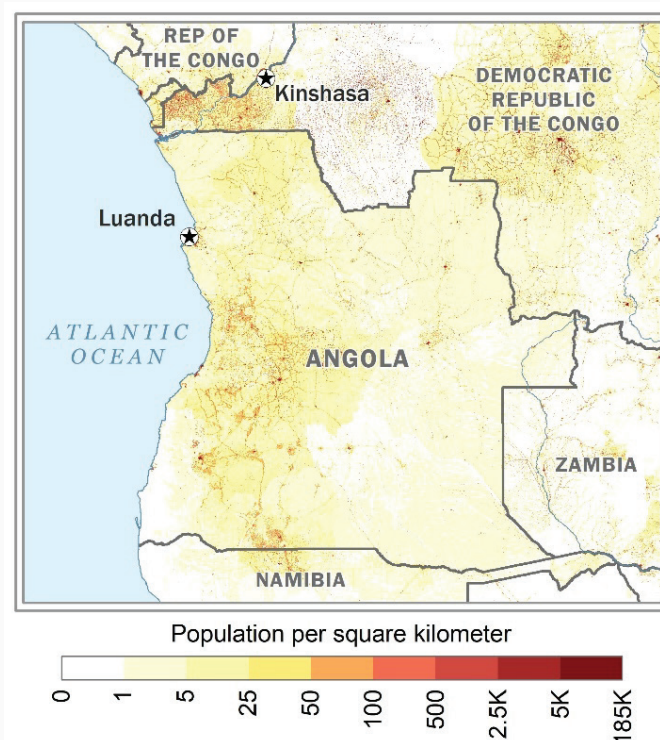 REP OF
THE CONGO
Kinshasa
DEMOCRATIC
REPUBLIC
OF THE CONGO
Luanda
ATLANTIC
OCEAN
ANGOLA
ZAMBIA
NAMIBIA
Population per square kilometer
0 1 5 25 50 100 500 2.5K 5K 185K